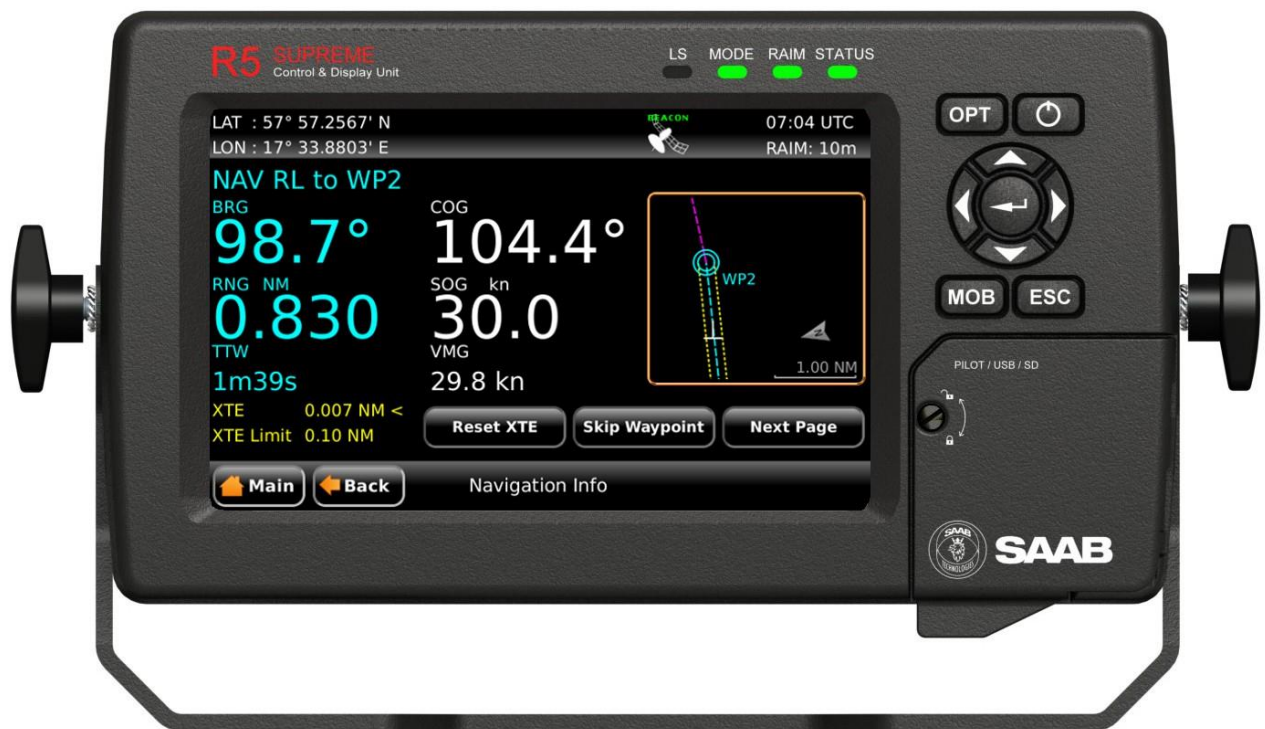 R5 SUPREME
Control & Display Unit
LS MODE RAIM STATUS
OPT
LAT : 57° 57.2567' N
BEACON
07:04 UTC
LON : 17° 33.8803' E
RAIM: 10m
NAV RL to WP2
BRG
98.7°
COG
104.4°
RNG NM
0.830
SOG kn
30.0
TTW
1m39s
VMG
29.8 kn
WP2
N
1.00 NM
XTE 0.007 NM <
XTE Limit 0.10 NM
Reset XTE
Skip Waypoint
Next Page
Main
Back
Navigation Info
MOB
ESC
PILOT / USB / SD
SAAB
TECHNOLOGIES
SAAB